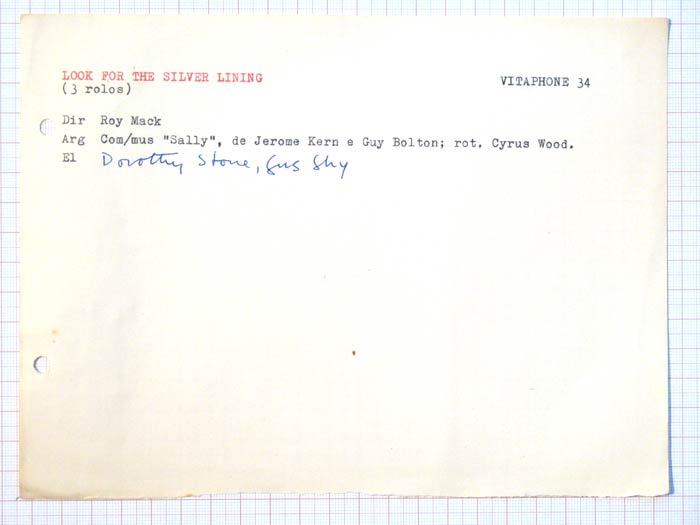 LOOK FOR THE SILVER LINING
VITAPHONE 34
(3 rolos)
Dir Roy Mack
Arg Com/mus "Sally", de Jerome Kern e Guy Bolton; rot. Cyrus Wood.
El Dorothy Stone, Gus Shy